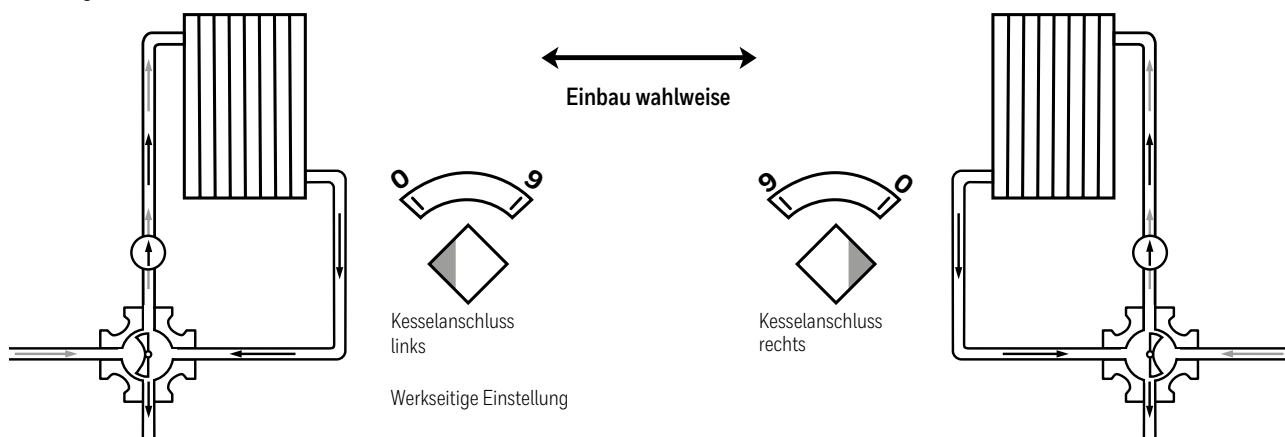 Einbau wahlweise
0 9
9 0
Kesselanschluss
links
Kesselanschluss
rechts
Werkseitige Einstellung